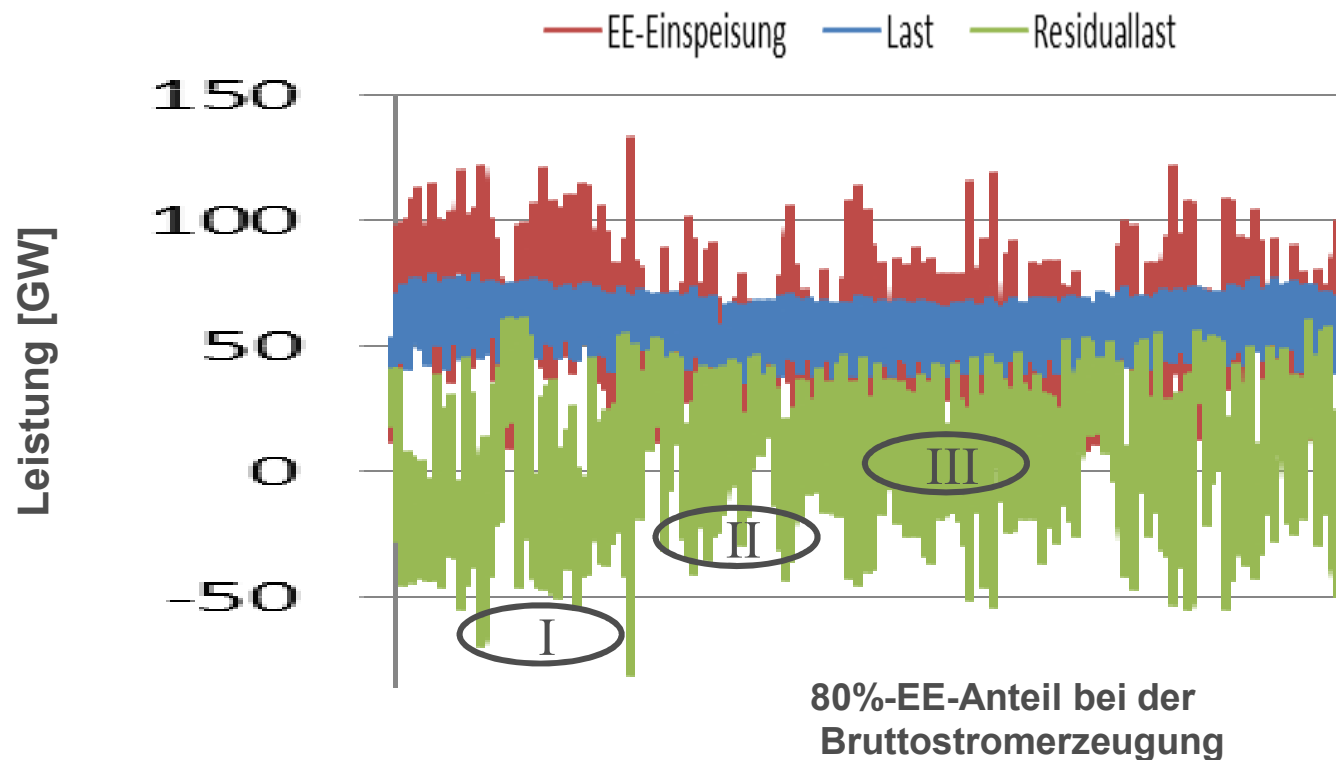 EE-Einspeisung Last Residuallast
150
100
50
0
-50
Leistung [GW]
I
II
III
80%-EE-Anteil bei der
Bruttostromerzeugung